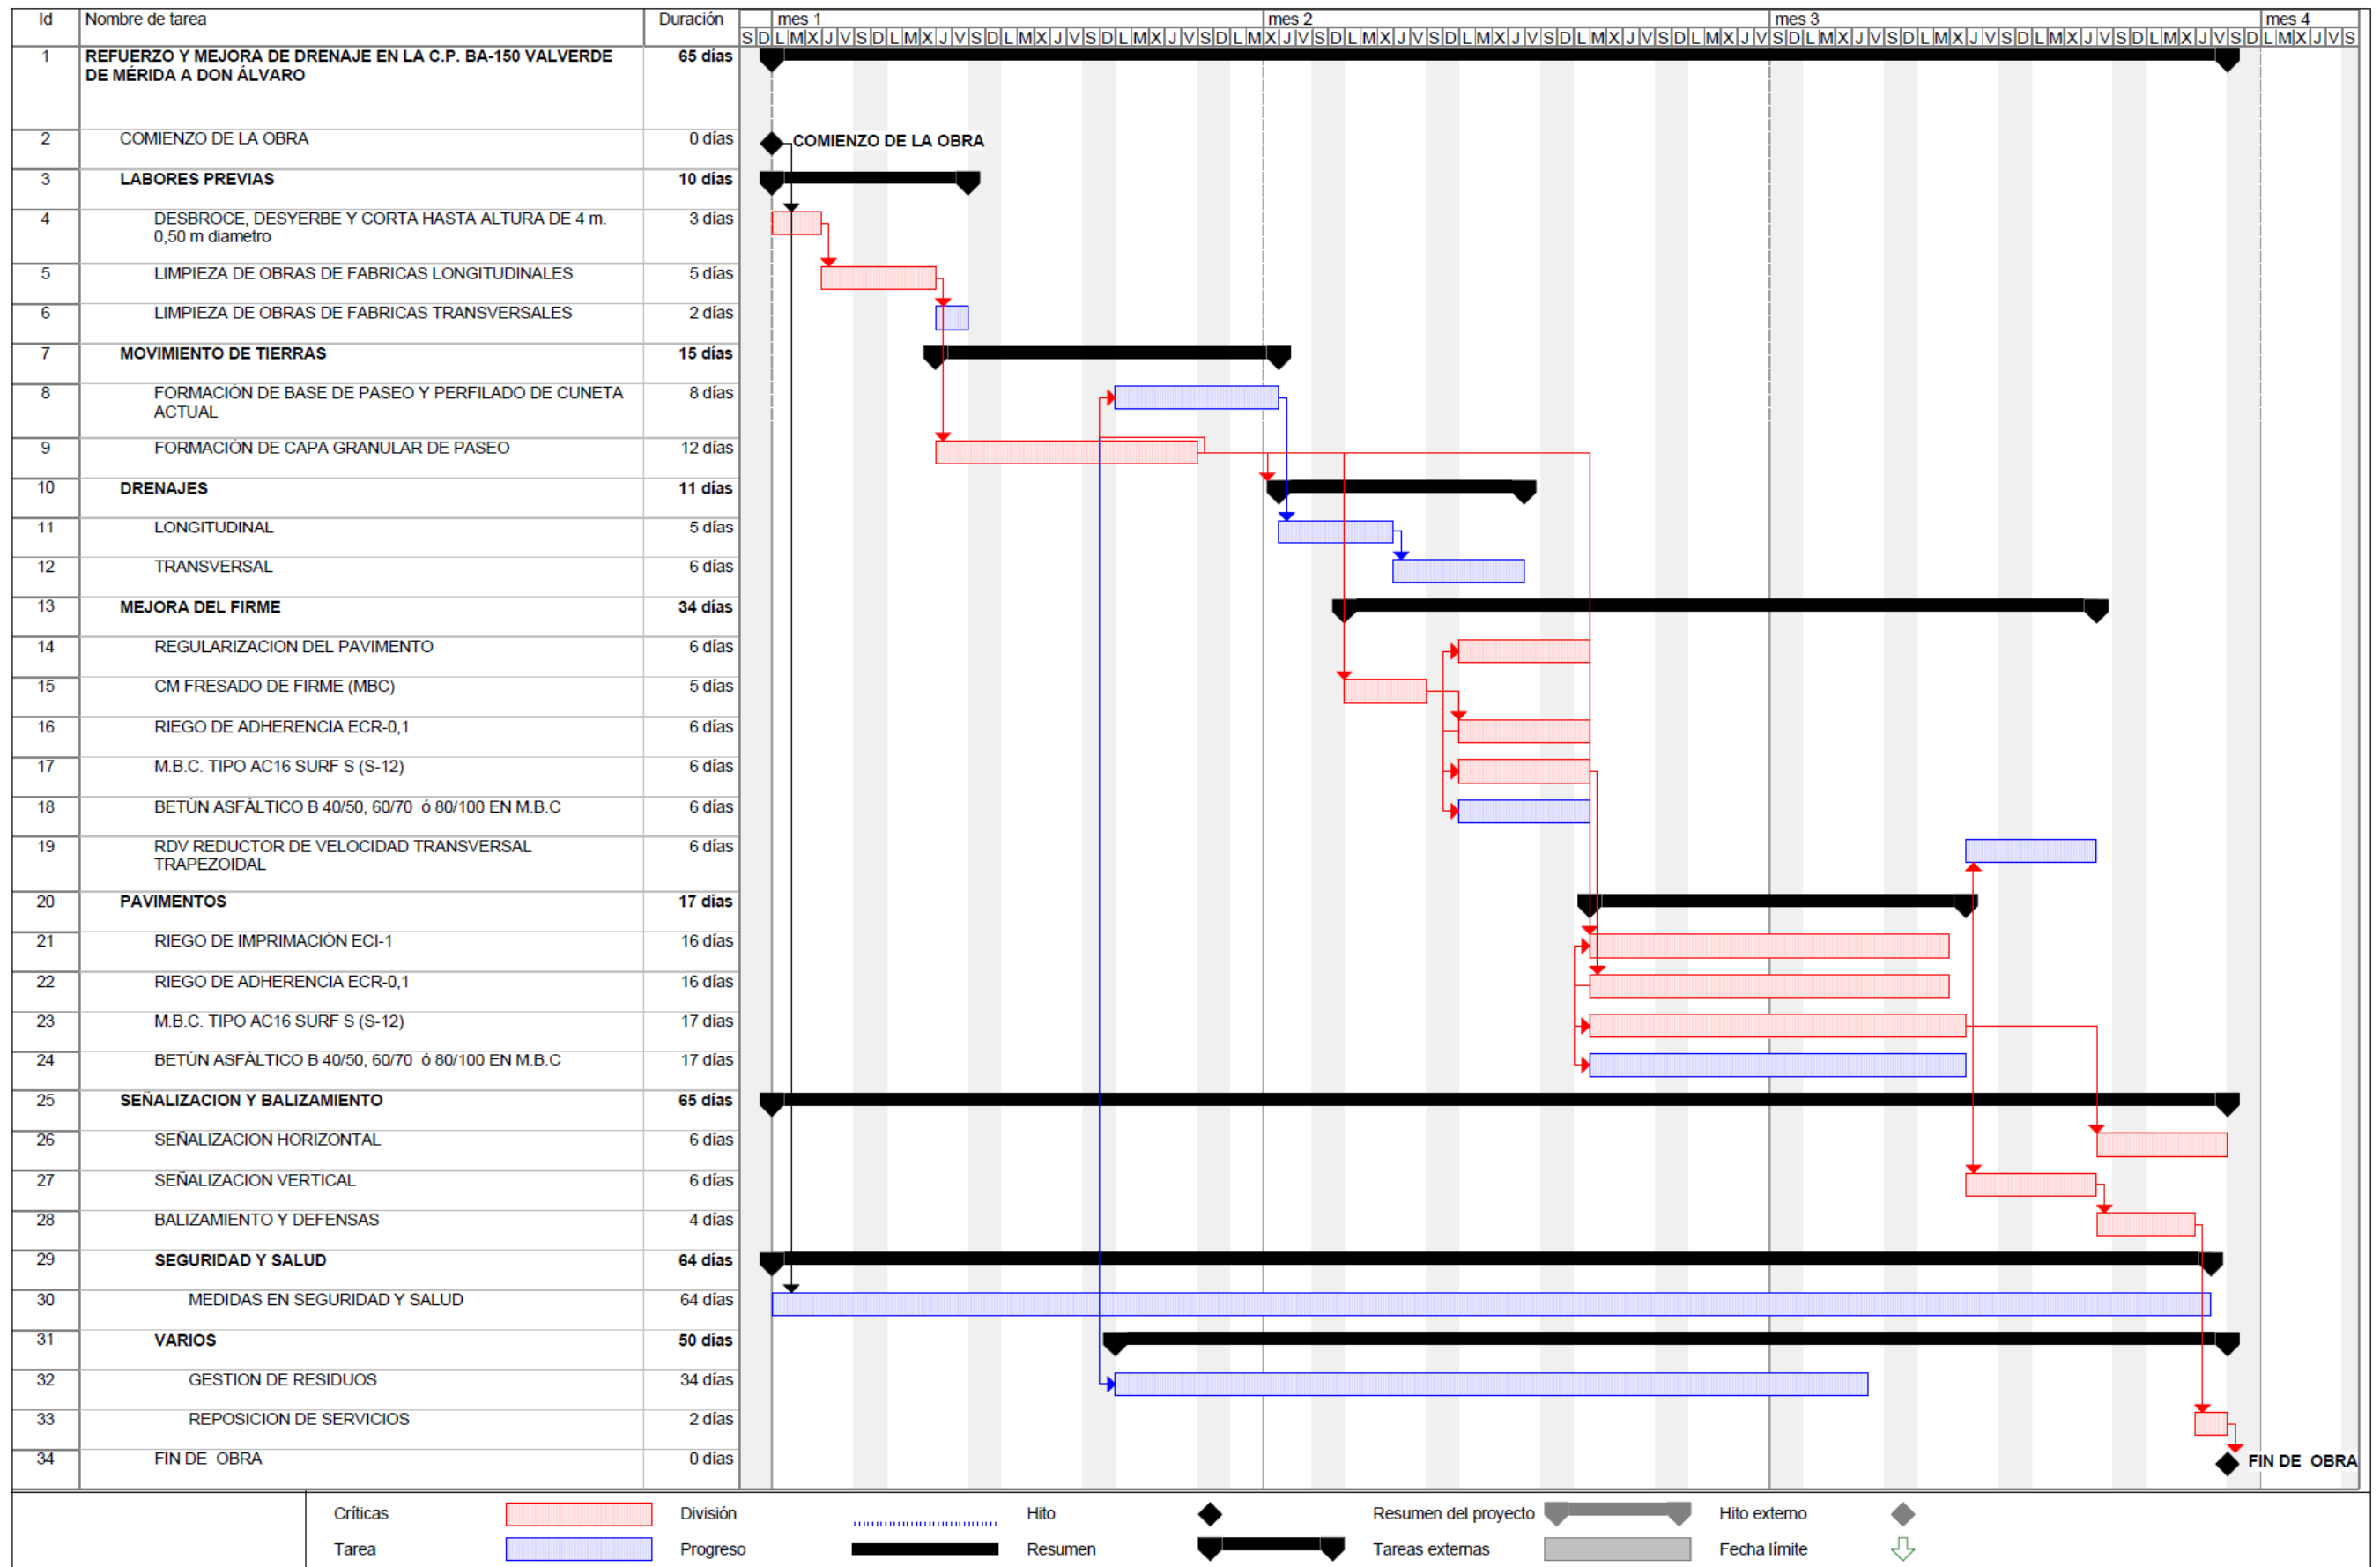 Id Nombre de tarea Duración mes 1 mes 2 mes 3 mes 4
S D L M X J V S D L M X J V S D L M X J V S D L M X J V S D L M X J V S D L M X J V S D L M X J V S D L M X J V S D L M X J V S D L M X J V S D L M X J V S D L M X J V S D L M X J V S D L M X J V S
1 REFUERZO Y MEJORA DE DRENAJE EN LA C.P. BA-150 VALVERDE 65 días
DE MÉRIDA A DON ÁLVARO
2 COMIENZO DE LA OBRA 0 días COMIENZO DE LA OBRA
3 LABORES PREVIAS 10 días
4 DESBROCE, DESYERBE Y CORTA HASTA ALTURA DE 4 m. 3 días
0,50 m diametro
5 LIMPIEZA DE OBRAS DE FABRICAS LONGITUDINALES 5 días
6 LIMPIEZA DE OBRAS DE FABRICAS TRANSVERSALES 2 días
7 MOVIMIENTO DE TIERRAS 15 días
8 FORMACIÓN DE BASE DE PASEO Y PERFILADO DE CUNETA 8 días
ACTUAL
9 FORMACIÓN DE CAPA GRANULAR DE PASEO 12 días
10 DRENAJES 11 días
11 LONGITUDINAL 5 días
12 TRANSVERSAL 6 días
13 MEJORA DEL FIRME 34 días
14 REGULARIZACION DEL PAVIMENTO 6 días
15 CM FRESADO DE FIRME (MBC) 5 días
16 RIEGO DE ADHERENCIA ECR-0,1 6 días
17 M.B.C. TIPO AC16 SURF S (S-12) 6 días
18 BETÚN ASFÁLTICO B 40/50, 60/70 ó 80/100 EN M.B.C 6 días
19 RDV REDUCTOR DE VELOCIDAD TRANSVERSAL 6 días
TRAPEZOIDAL
20 PAVIMENTOS 17 días
21 RIEGO DE IMPRIMACIÓN ECI-1 16 días
22 RIEGO DE ADHERENCIA ECR-0,1 16 días
23 M.B.C. TIPO AC16 SURF S (S-12) 17 días
24 BETÚN ASFÁLTICO B 40/50, 60/70 ó 80/100 EN M.B.C 17 días
25 SEÑALIZACION Y BALIZAMIENTO 65 días
26 SEÑALIZACION HORIZONTAL 6 días
27 SEÑALIZACION VERTICAL 6 días
28 BALIZAMIENTO Y DEFENSAS 4 días
29 SEGURIDAD Y SALUD 64 días
30 MEDIDAS EN SEGURIDAD Y SALUD 64 días
31 VARIOS 50 días
32 GESTION DE RESIDUOS 34 días
33 REPOSICION DE SERVICIOS 2 días
34 FIN DE OBRA 0 días FIN DE OBRA
Críticas División Hito Resumen del proyecto Hito externo
Tarea Progreso Resumen Tareas externas Fecha límite